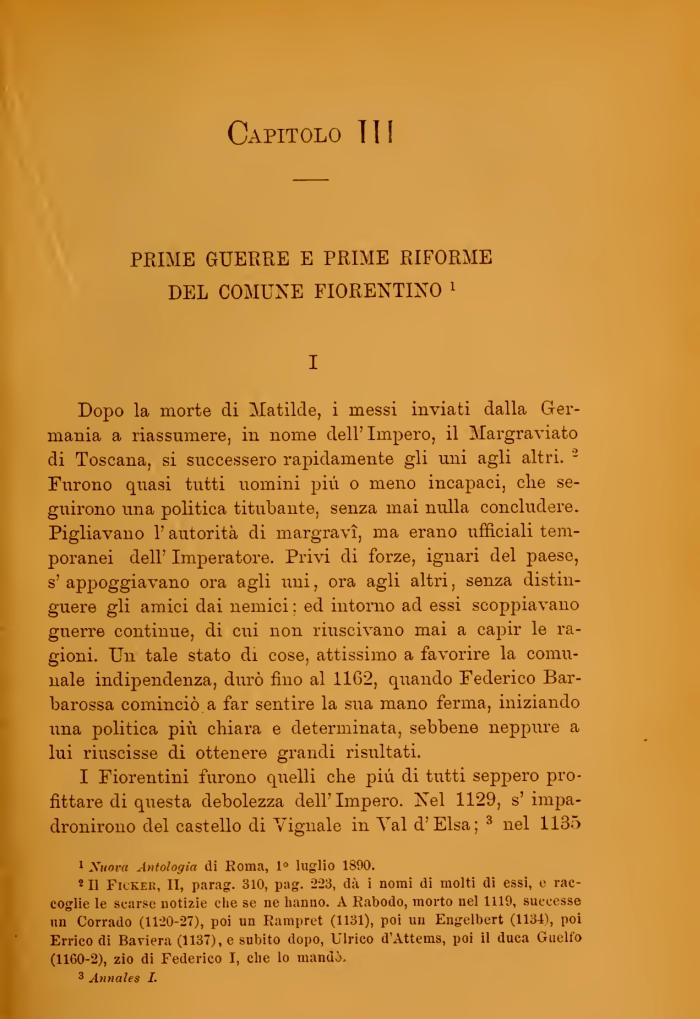 CAPITOLO III
PRIME GUERRE E PRIME RIFORME
DEL COMUNE FIORENTINO ¹
I
Dopo la morte di Matilde, i messi inviati dalla Ger-
mania a riassumere, in nome dell' Impero, il Margraviato
di Toscana, si successero rapidamente gli uni agli altri. ²
Furono quasi tutti uomini più o meno incapaci, che se-
guirono una politica titubante, senza mai nulla concludere.
Pigliavano l' autorità di margravî, ma erano ufficiali tem-
poranei dell' Imperatore. Privi di forze, ignari del paese,
s' appoggiavano ora agli uni, ora agli altri, senza distin-
guere gli amici dai nemici; ed intorno ad essi scoppiavano
guerre continue, di cui non riuscivano mai a capir le ra-
gioni. Un tale stato di cose, attissimo a favorire la comu-
nale indipendenza, durò fino al 1162, quando Federico Bar-
barossa cominciò a far sentire la sua mano ferma, iniziando
una politica più chiara e determinata, sebbene neppure a
lui riuscisse di ottenere grandi risultati.
I Fiorentini furono quelli che più di tutti seppero pro-
fittare di questa debolezza dell' Impero. Nel 1129, s' impa-
dronirono del castello di Vignale in Val d' Elsa; ³ nel 1135
¹ Nuova Antologia di Roma, 1º luglio 1890.
² Il FICKER, II, parag. 310, pag. 223, dà i nomi di molti di essi, e rac-
coglie le scarse notizie che se ne hanno. A Rabodo, morto nel 1119, successe
un Corrado (1120-27), poi un Rampret (1131), poi un Engelbert (1134), poi
Errico di Baviera (1137), e subito dopo, Ulrico d'Attems, poi il duca Guelfo
(1160-2), zio di Federico I, che lo mandò.
³ Annales I.